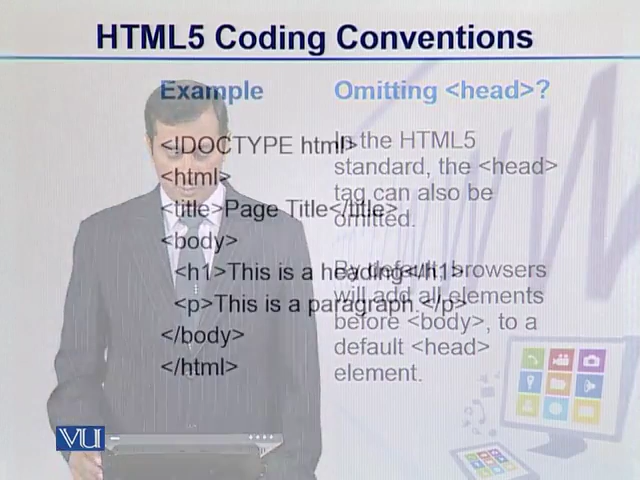 HTML5 Coding Conventions
Example
<!DOCTYPE html>
<html>
<title>Page Title</title>
<body>
<h1>This is a heading</h1>
<p>This is a paragraph.</p>
</body>
</html>
Omitting <head>?
In the HTML5
standard, the <head>
tag can also be
omitted.
By default, browsers
will add all elements
before <body>, to a
default <head>
element.
VU